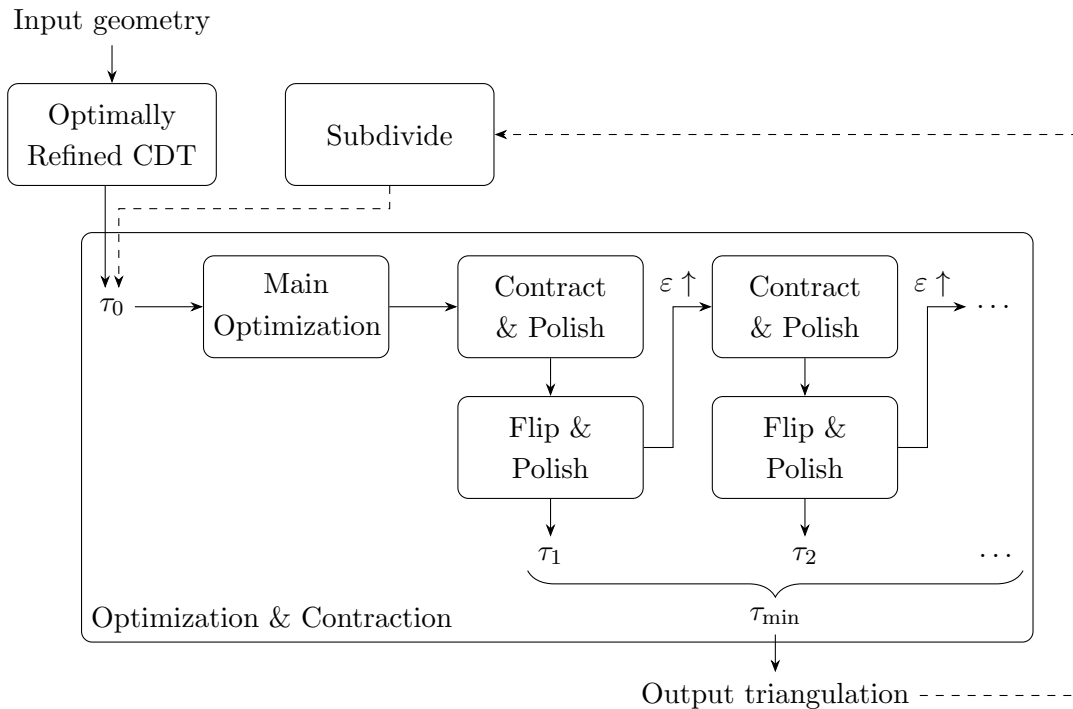 Input geometry
Optimally
Refined CDT
Subdivide
τ₀
Main
Optimization
Contract
& Polish
ε ↑
Contract
& Polish
ε ↑
⋯
Flip &
Polish
Flip &
Polish
τ₁
τ₂
⋯
Optimization & Contraction
τ_min
Output triangulation